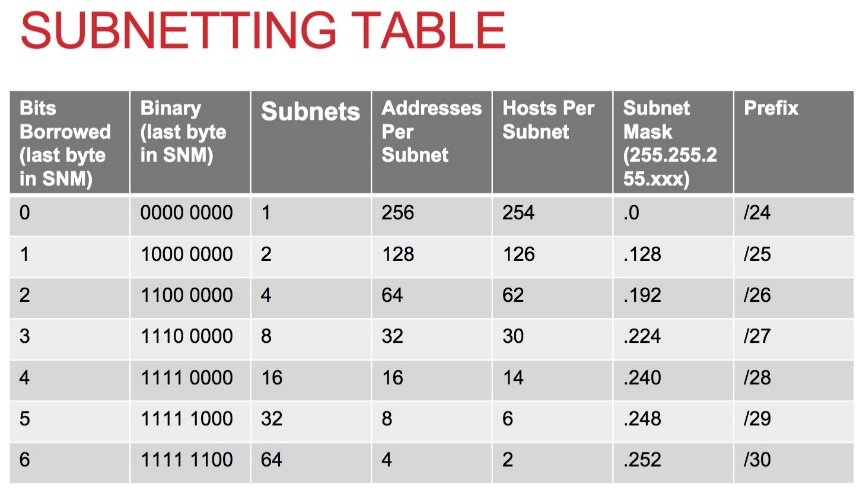 SUBNETTING TABLE
Bits Borrowed (last byte in SNM) Binary (last byte in SNM) Subnets Addresses Per Subnet Hosts Per Subnet Subnet Mask (255.255.255.xxx) Prefix
0 0000 0000 1 256 254 .0 /24
1 1000 0000 2 128 126 .128 /25
2 1100 0000 4 64 62 .192 /26
3 1110 0000 8 32 30 .224 /27
4 1111 0000 16 16 14 .240 /28
5 1111 1000 32 8 6 .248 /29
6 1111 1100 64 4 2 .252 /30